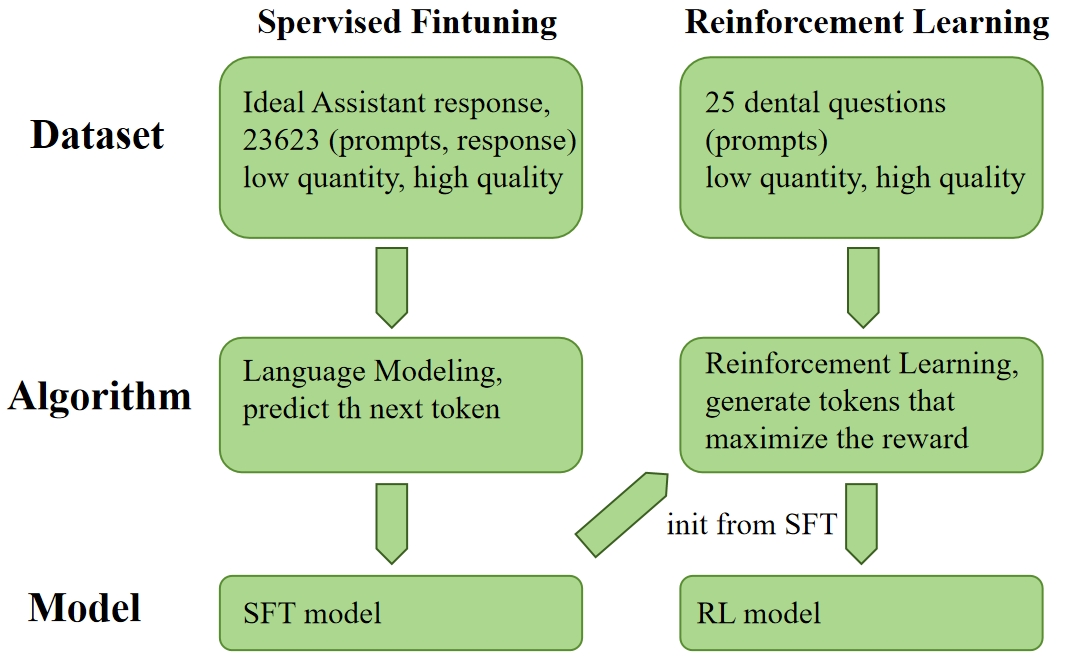 Spervised Fintuning
Reinforcement Learning
Dataset
Ideal Assistant response,
23623 (prompts, response)
low quantity, high quality
25 dental questions
(prompts)
low quantity, high quality
Algorithm
Language Modeling,
predict th next token
Reinforcement Learning,
generate tokens that
maximize the reward
init from SFT
Model
SFT model
RL model